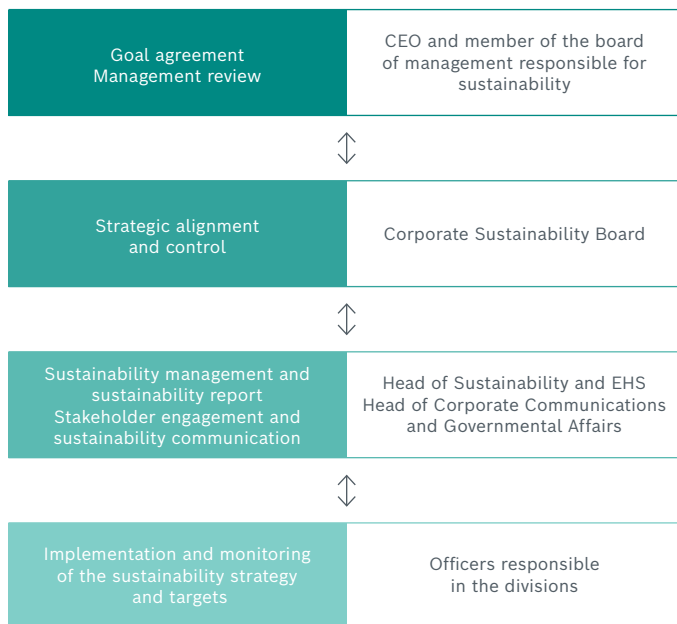 Goal agreement
Management review
CEO and member of the board
of management responsible for
sustainability
Strategic alignment
and control
Corporate Sustainability Board
Sustainability management and
sustainability report
Stakeholder engagement and
sustainability communication
Head of Sustainability and EHS
Head of Corporate Communications
and Governmental Affairs
Implementation and monitoring
of the sustainability strategy
and targets
Officers responsible
in the divisions